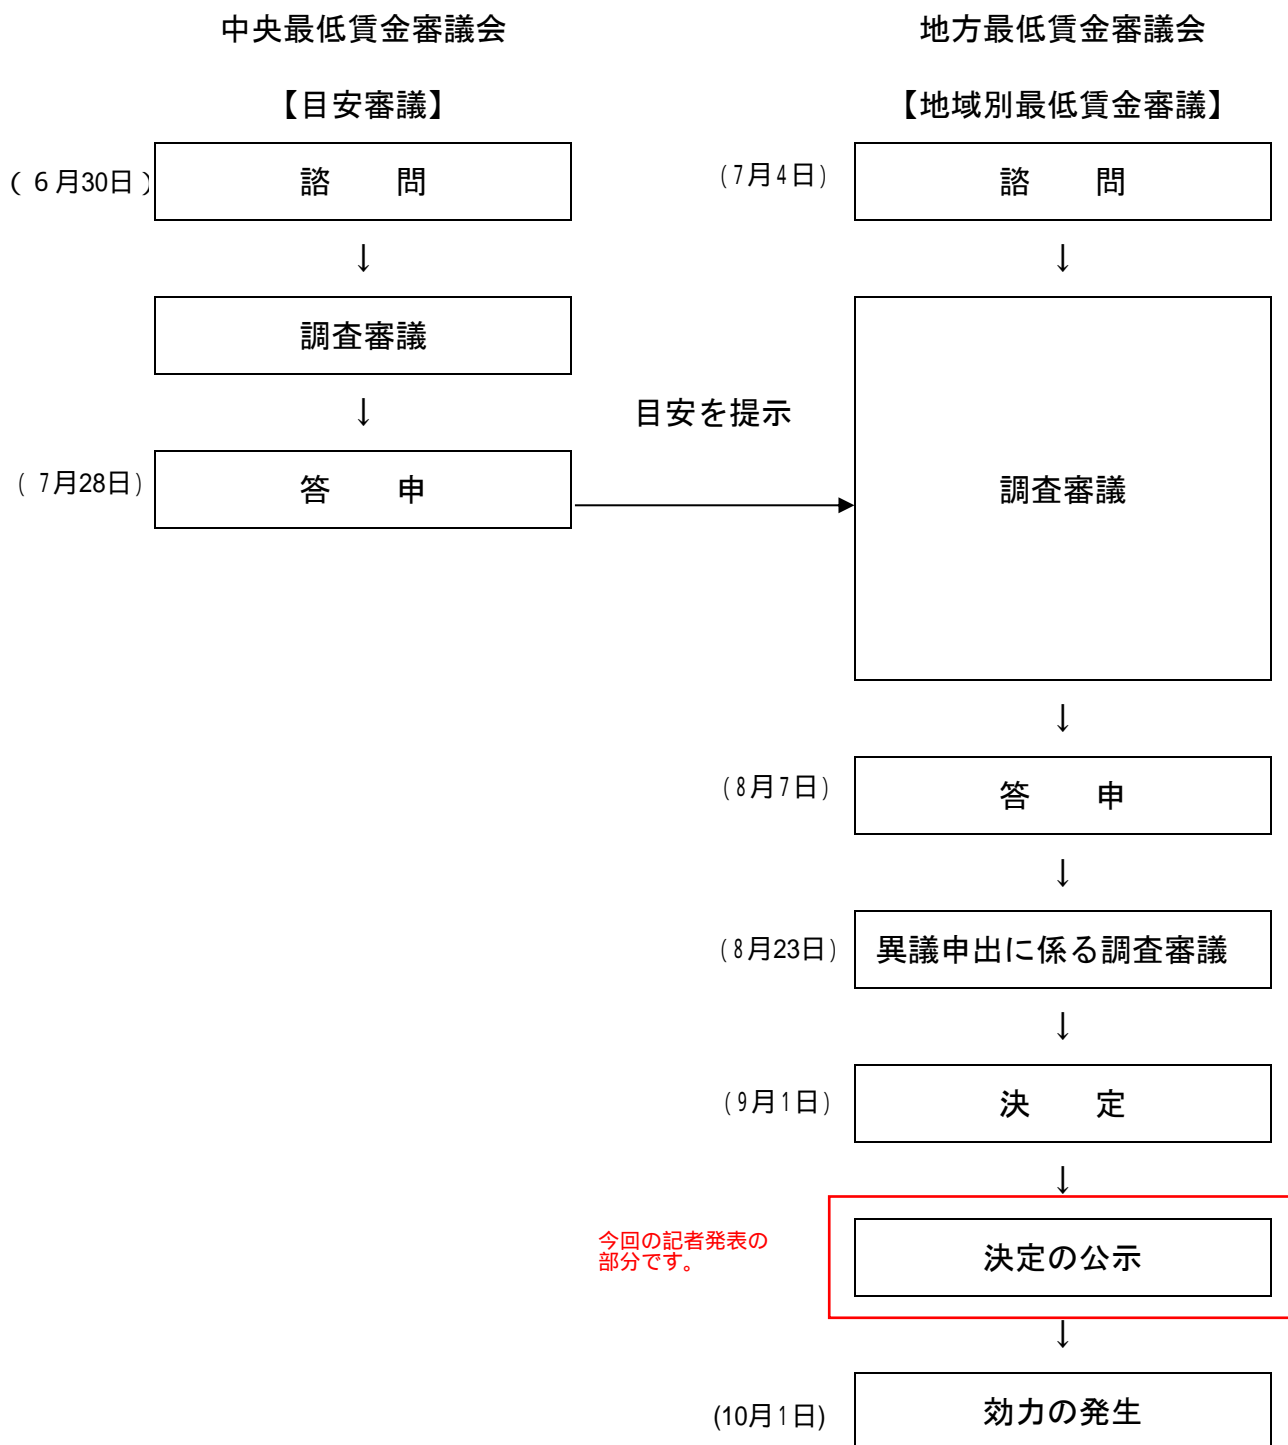 中央最低賃金審議会
【目安審議】
(６月30日)
諮　　問
↓
調査審議
↓
(7月28日)
答　　申
目安を提示
地方最低賃金審議会
【地域別最低賃金審議】
(7月4日)
諮　　問
↓
調査審議
↓
(8月7日)
答　　申
↓
(8月23日)
異議申出に係る調査審議
↓
(9月1日)
決　　定
↓
今回の記者発表の
部分です。
決定の公示
↓
(10月1日)
効力の発生